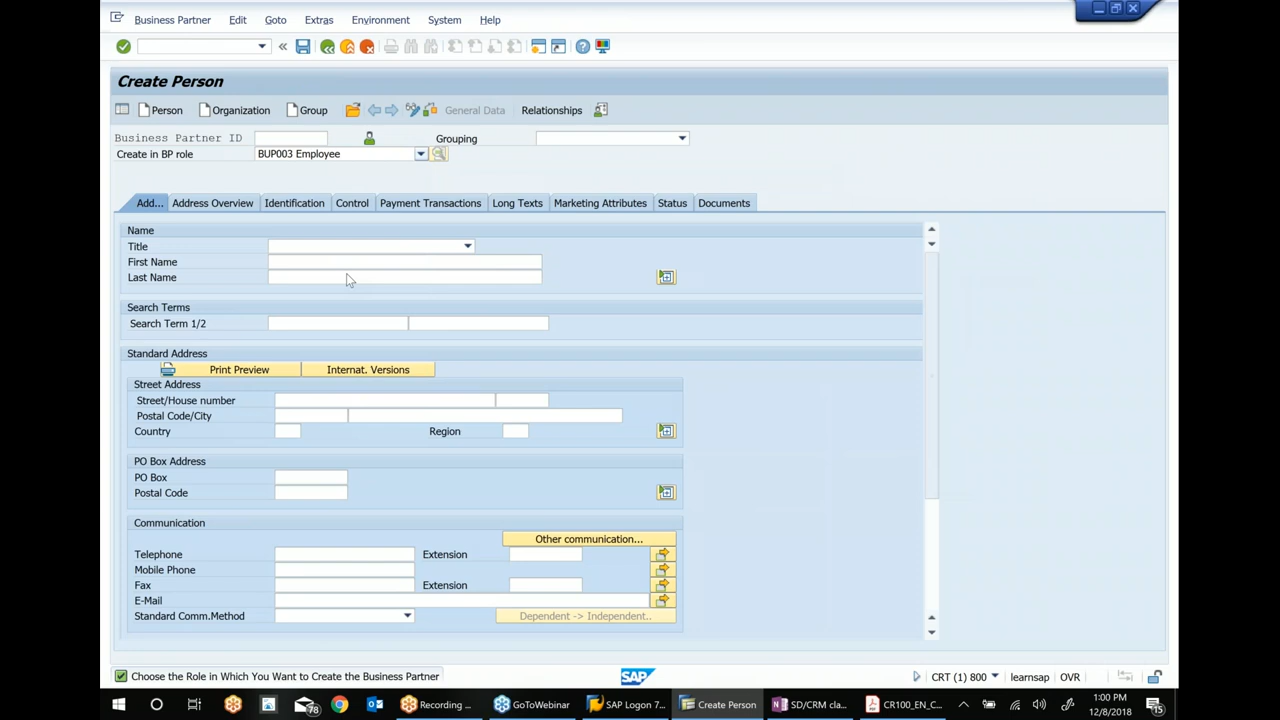 Business Partner Edit Goto Extras Environment System Help
Create Person
Person Organization Group General Data Relationships
Business Partner ID Grouping
Create in BP role BUP003 Employee
Add... Address Overview Identification Control Payment Transactions Long Texts Marketing Attributes Status Documents
Name
Title
First Name
Last Name
Search Terms
Search Term 1/2
Standard Address
Print Preview Internat. Versions
Street Address
Street/House number
Postal Code/City
Country Region
PO Box Address
PO Box
Postal Code
Communication
Other communication...
Telephone Extension
Mobile Phone
Fax Extension
E-Mail
Standard Comm.Method Dependent -> Independent..
Choose the Role in Which You Want to Create the Business Partner SAP CRT (1) 800 learnsap OVR
78 Recording ... GoToWebinar SAP Logon 7... Create Person SD/CRM cla... CR100_EN_C... 1:00 PM
12/8/2018 15